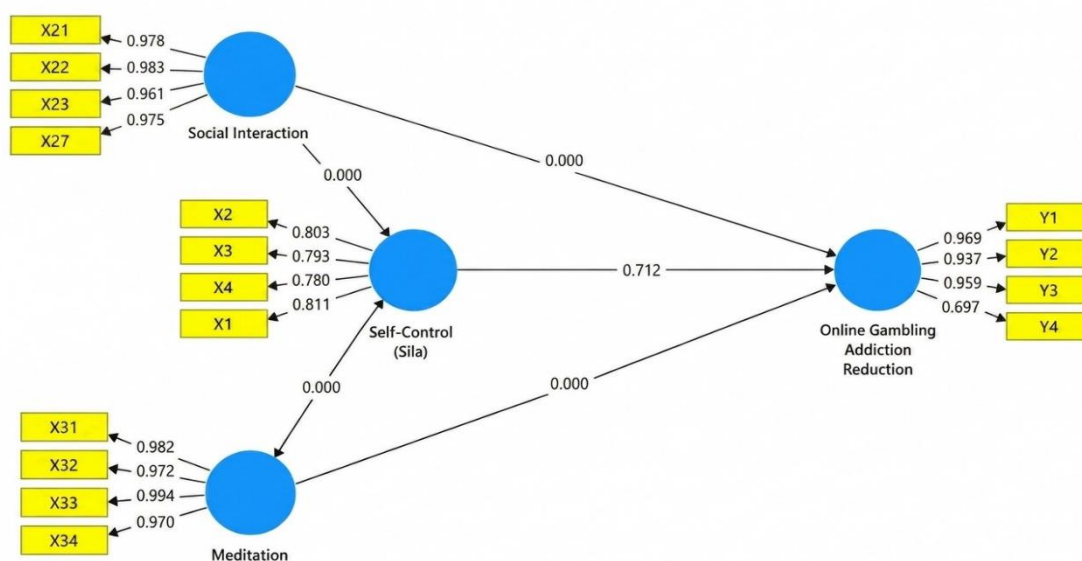 X21
0.978
X22
0.983
X23
0.961
X27
0.975
Social Interaction
0.000
0.000
X2
0.803
X3
0.793
X4
0.780
X1
0.811
Self-Control
(Sila)
0.712
Y1
0.969
Y2
0.937
Y3
0.959
Y4
0.697
Online Gambling
Addiction
Reduction
0.000
0.000
X31
0.982
X32
0.972
X33
0.994
X34
0.970
Meditation